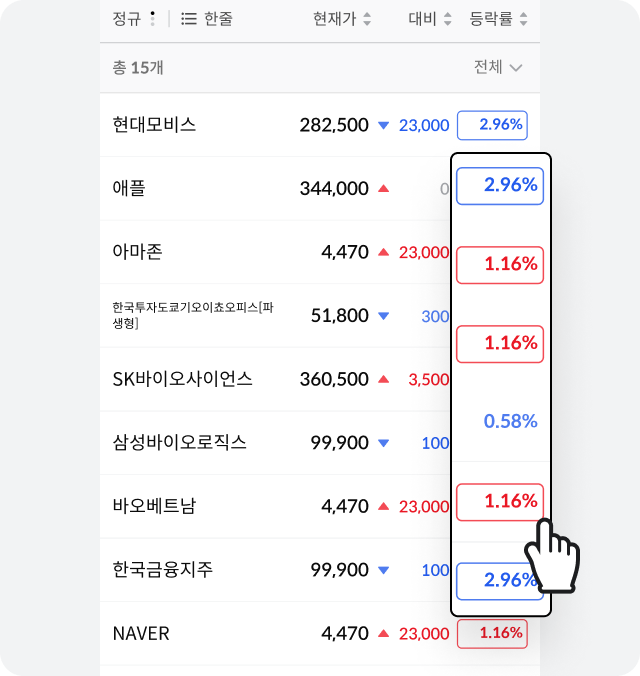 정규 한줄 현재가 대비 등락률
총 15개 전체
현대모비스 282,500 ▼ 23,000 2.96%
애플 344,000 ▲ 0 2.96%
아마존 4,470 ▲ 23,000 1.16%
한국투자도쿄기오이쵸오피스[파
생형] 51,800 ▼ 300 1.16%
SK바이오사이언스 360,500 ▲ 3,500 0.58%
삼성바이오로직스 99,900 ▼ 100
바오베트남 4,470 ▲ 23,000 1.16%
한국금융지주 99,900 ▼ 100 2.96%
NAVER 4,470 ▲ 23,000 1.16%